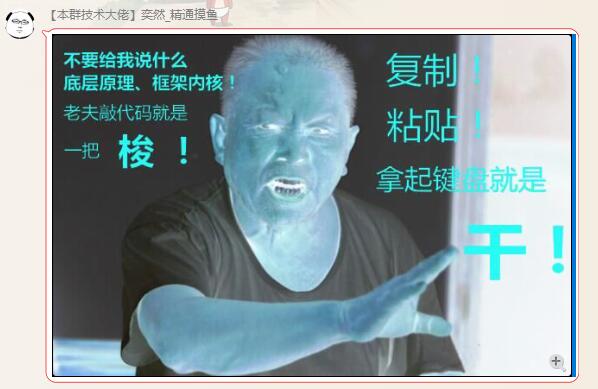 【本群技术大佬】奕然_精通摸鱼
不要给我说什么
底层原理、框架内核！
老夫敲代码就是
一把 梭 ！
复制！
粘贴！
拿起键盘就是
干！